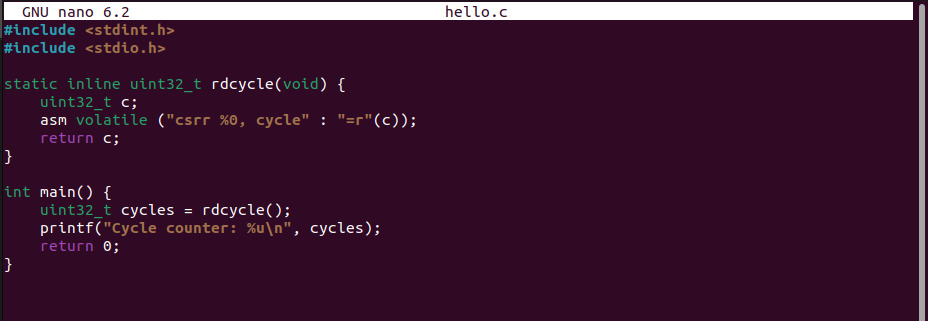 GNU nano 6.2 hello.c
#include <stdint.h>
#include <stdio.h>
static inline uint32_t rdcycle(void) {
    uint32_t c;
    asm volatile ("csrr %0, cycle" : "=r"(c));
    return c;
}
int main() {
    uint32_t cycles = rdcycle();
    printf("Cycle counter: %u\n", cycles);
    return 0;
}